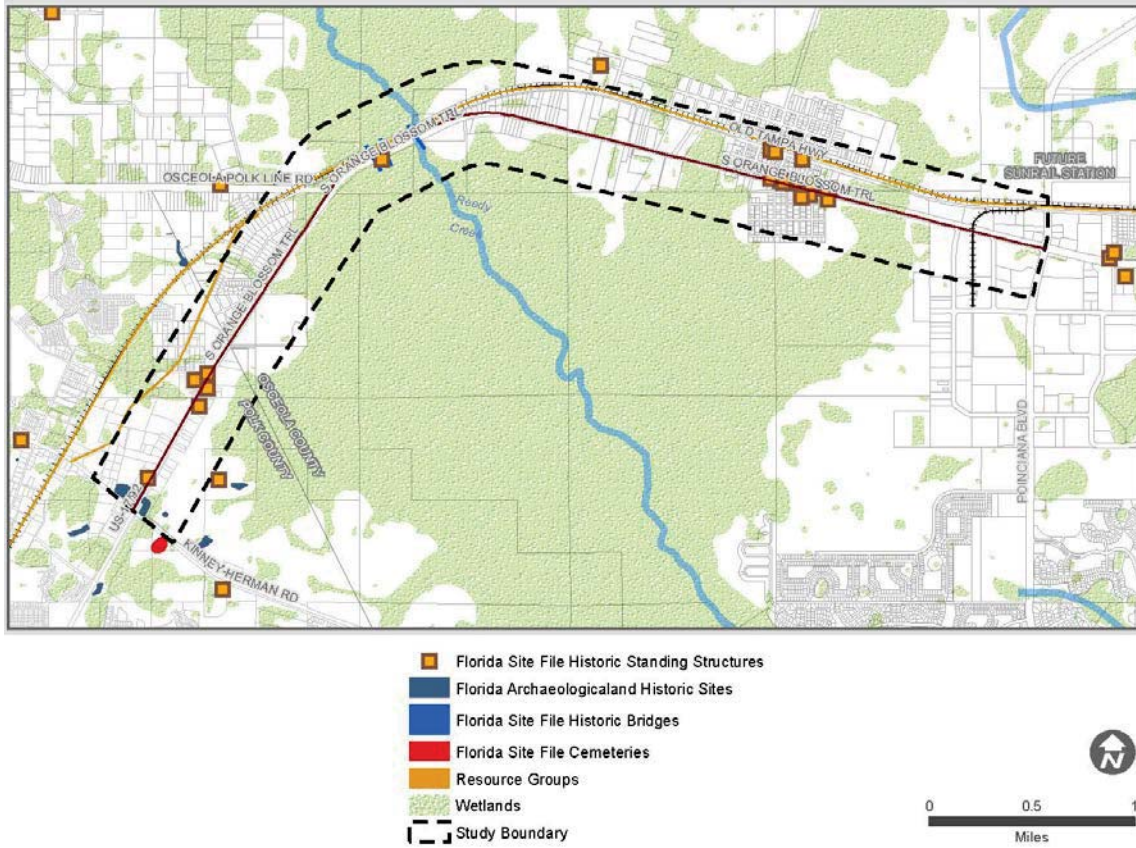 OLD TAMPA HWY
S ORANGE BLOSSOM TRL
FUTURE
SUNRAIL STATION
S ORANGE BLOSSOM TRL
OSCEOLA POLK LINE RD
Reedy
Creek
S ORANGE BLOSSOM TRL
OSCEOLA COUNTY
POLK COUNTY
POINCIANA BLVD
US-17/92
KINNEY-HERMAN RD
Florida Site File Historic Standing Structures
Florida Archaeologicaland Historic Sites
Florida Site File Historic Bridges
Florida Site File Cemeteries
Resource Groups
Wetlands
Study Boundary
N
0 0.5 1
Miles